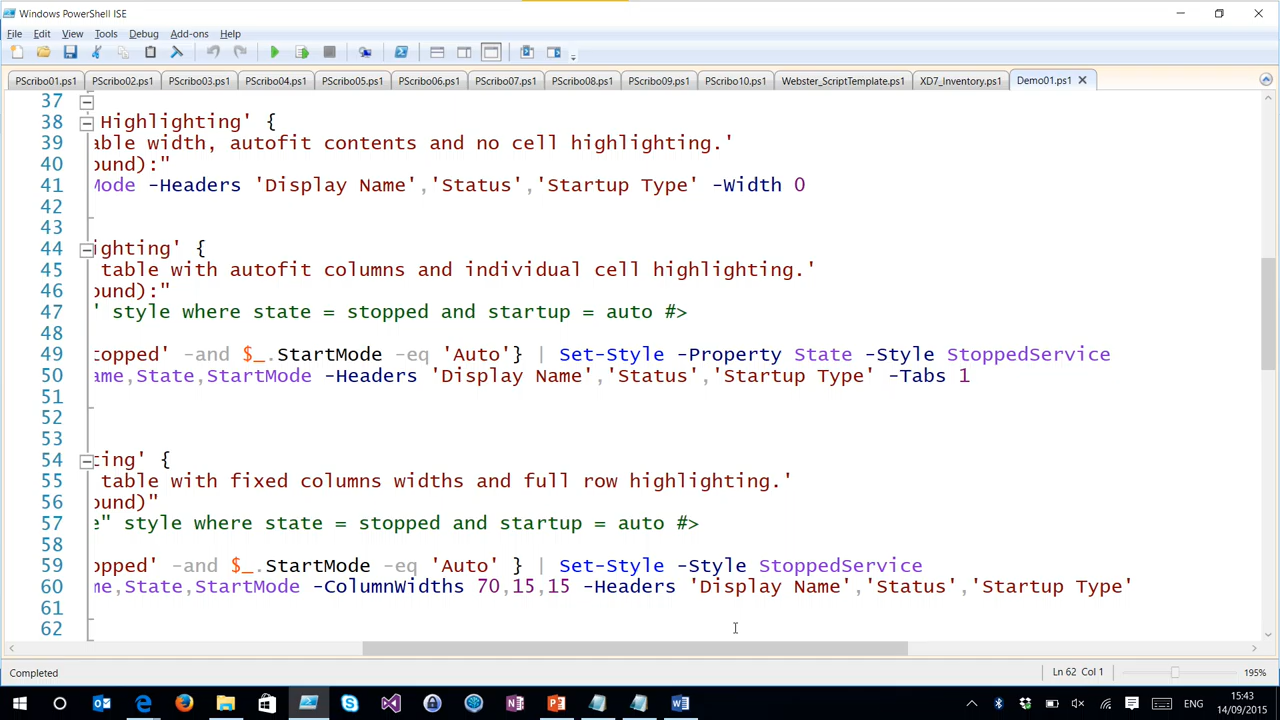 Windows PowerShell ISE
File Edit View Tools Debug Add-ons Help
PScribo01.ps1 PScribo02.ps1 PScribo03.ps1 PScribo04.ps1 PScribo05.ps1 PScribo06.ps1 PScribo07.ps1 PScribo08.ps1 PScribo09.ps1 PScribo10.ps1 Webster_ScriptTemplate.ps1 XD7_Inventory.ps1 Demo01.ps1
37
38 Highlighting' {
39 able width, autofit contents and no cell highlighting.'
40 ound):"
41 Mode -Headers 'Display Name','Status','Startup Type' -Width 0
42
43
44 ighting' {
45 table with autofit columns and individual cell highlighting.'
46 ound):"
47 ' style where state = stopped and startup = auto #>
48
49 topped' -and $_.StartMode -eq 'Auto'} | Set-Style -Property State -Style StoppedService
50 ame,State,StartMode -Headers 'Display Name','Status','Startup Type' -Tabs 1
51
52
53
54 ting' {
55 table with fixed columns widths and full row highlighting.'
56 ound)"
57 e" style where state = stopped and startup = auto #>
58
59 opped' -and $_.StartMode -eq 'Auto' } | Set-Style -Style StoppedService
60 me,State,StartMode -ColumnWidths 70,15,15 -Headers 'Display Name','Status','Startup Type'
61
62
Completed Ln 62 Col 1 195%
ENG 15:43
14/09/2015